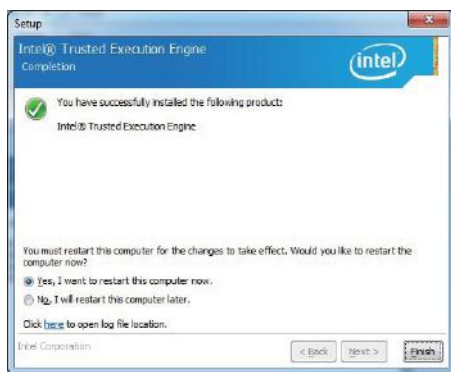 Setup
Intel® Trusted Execution Engine
Completion
intel
You have successfully installed the following product:
Intel® Trusted Execution Engine
You must restart this computer for the changes to take effect. Would you like to restart the
computer now?
Yes, I want to restart this computer now.
No, I will restart this computer later.
Click here to open log file location.
Intel Corporation
< Back
Next >
Finish